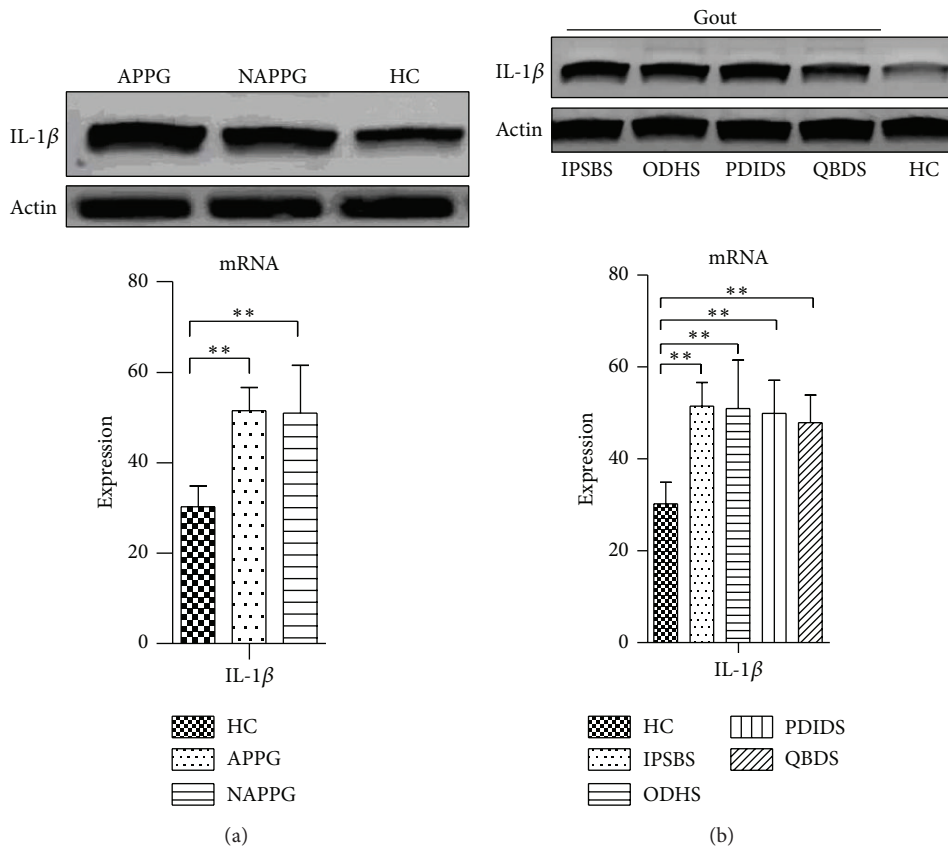 APPG NAPPG HC
IL-1β
Actin
mRNA
80
60
40
20
0
Expression
**
**
IL-1β
HC
APPG
NAPPG
(a)
Gout
IL-1β
Actin
IPSBS ODHS PDIDS QBDS HC
mRNA
80
60
40
20
0
Expression
**
**
**
**
IL-1β
HC PDIDS
IPSBS QBDS
ODHS
(b)